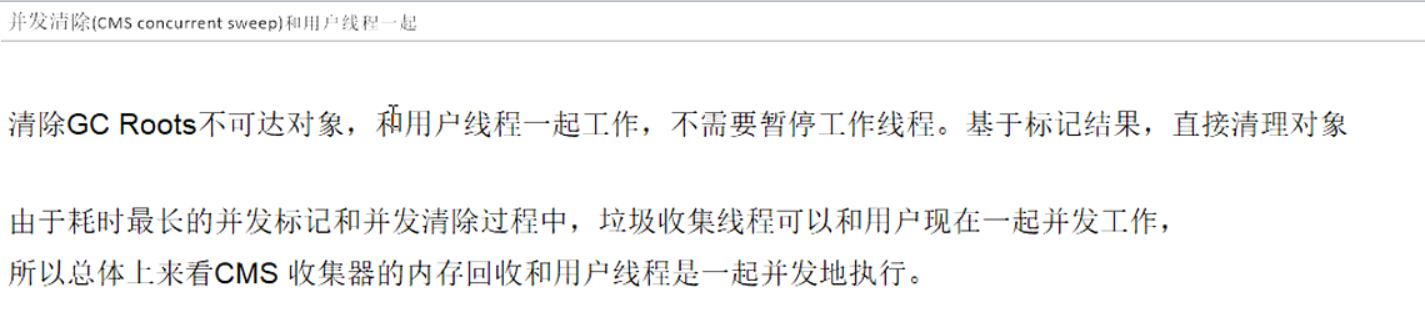 并发清除(CMS concurrent sweep)和用户线程一起
清除GC Roots不可达对象，和用户线程一起工作，不需要暂停工作线程。基于标记结果，直接清理对象
由于耗时最长的并发标记和并发清除过程中，垃圾收集线程可以和用户现在一起并发工作，
所以总体上来看CMS 收集器的内存回收和用户线程是一起并发地执行。